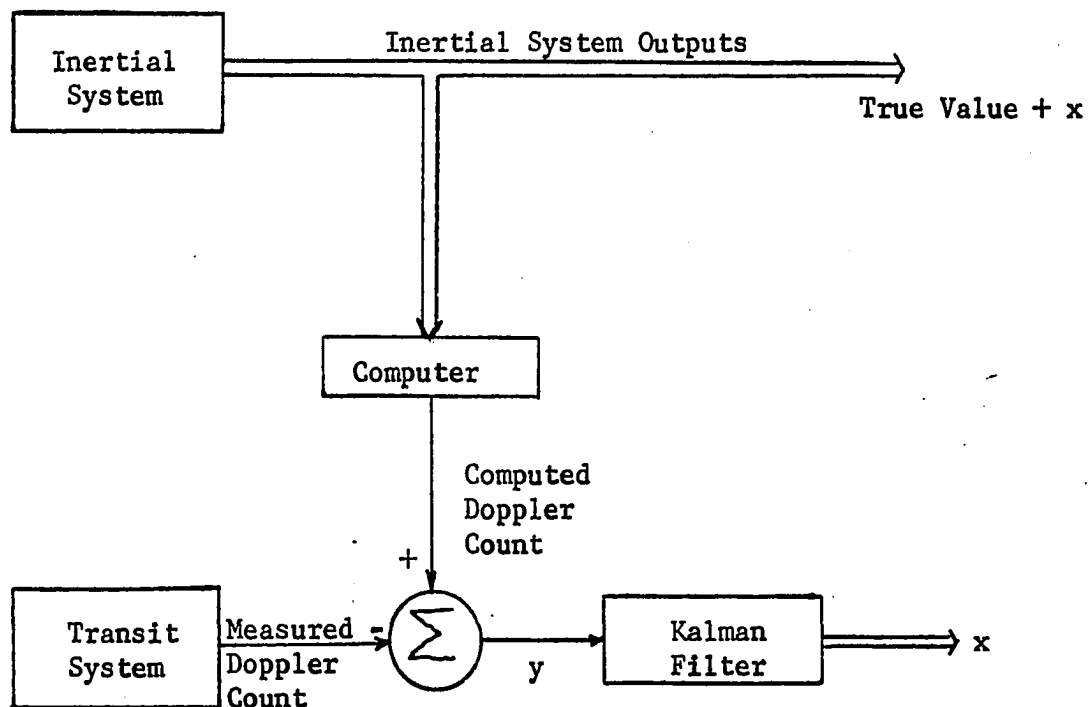 Inertial
System
Inertial System Outputs
True Value + x
Computer
Computed
Doppler
Count
+
Transit
System
Measured
Doppler
Count
-
Σ
y
Kalman
Filter
x